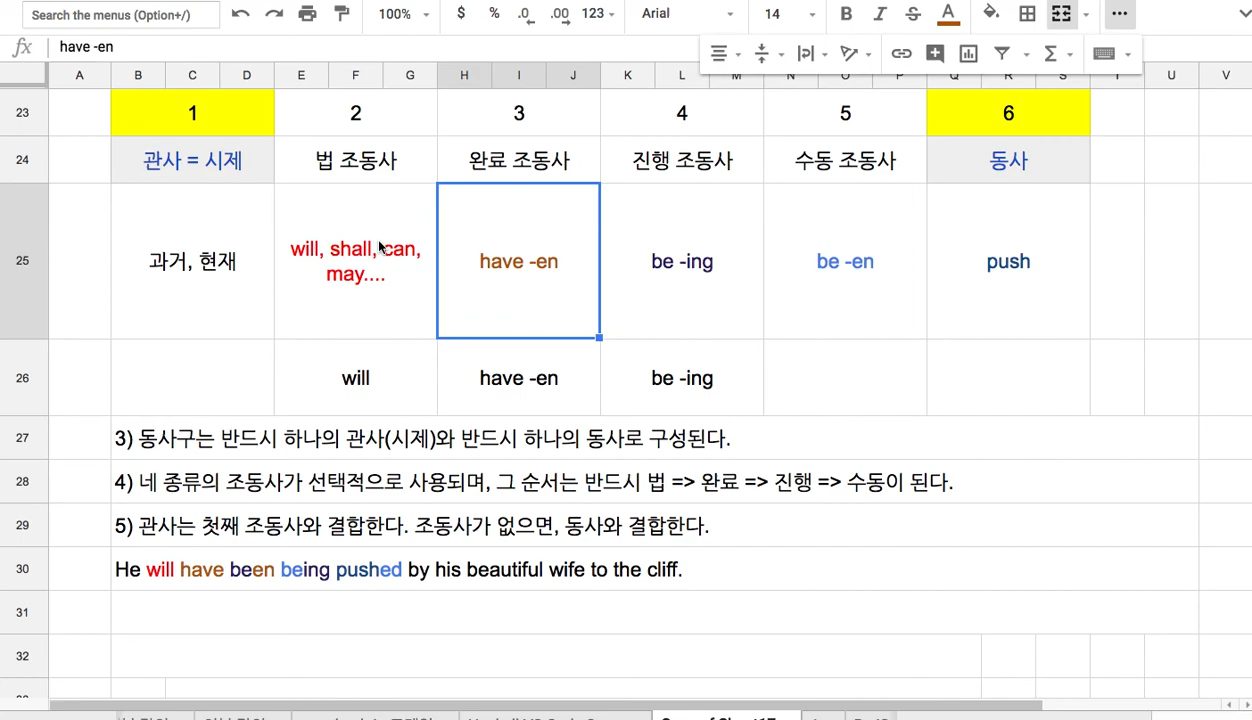 Search the menus (Option+/)
100%
$ % .0 .00 123
Arial
14
B I S A
fx have -en
A B C D E F G H I J K L M N O P Q R S T U V
23 1 2 3 4 5 6
24 관사 = 시제 법 조동사 완료 조동사 진행 조동사 수동 조동사 동사
will, shall, can,
25 과거, 현재 have -en be -ing be -en push
may....
26 will have -en be -ing
27 3) 동사구는 반드시 하나의 관사(시제)와 반드시 하나의 동사로 구성된다.
28 4) 네 종류의 조동사가 선택적으로 사용되며, 그 순서는 반드시 법 => 완료 => 진행 => 수동이 된다.
29 5) 관사는 첫째 조동사와 결합한다. 조동사가 없으면, 동사와 결합한다.
30 He will have been being pushed by his beautiful wife to the cliff.
31
32